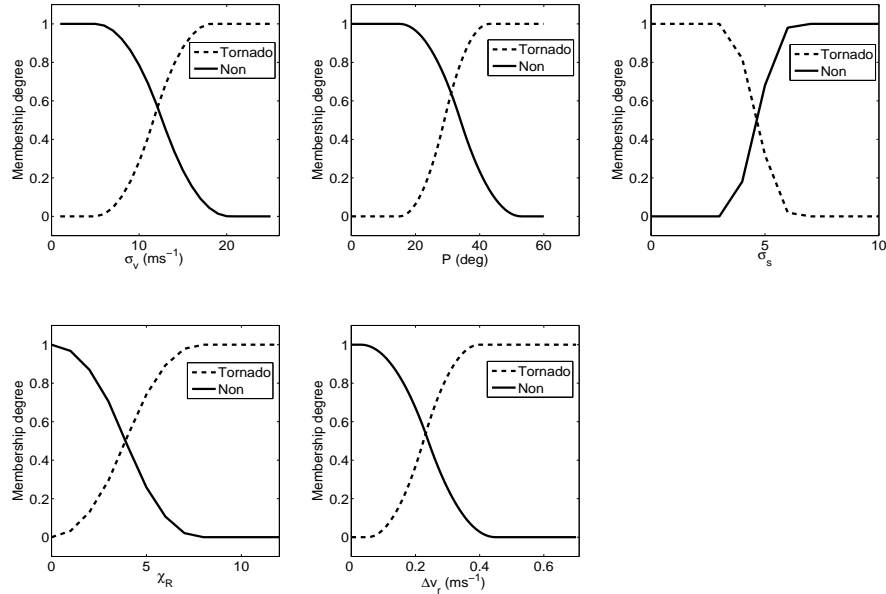 Membership degree
1
0.8
0.6
0.4
0.2
0
Tornado
Non
0 10 20
σv (ms⁻¹)
Membership degree
1
0.8
0.6
0.4
0.2
0
Tornado
Non
0 20 40 60
P (deg)
Membership degree
1
0.8
0.6
0.4
0.2
0
Tornado
Non
0 5 10
σs
Membership degree
1
0.8
0.6
0.4
0.2
0
Tornado
Non
0 5 10
χR
Membership degree
1
0.8
0.6
0.4
0.2
0
Tornado
Non
0 0.2 0.4 0.6
Δvr (ms⁻¹)